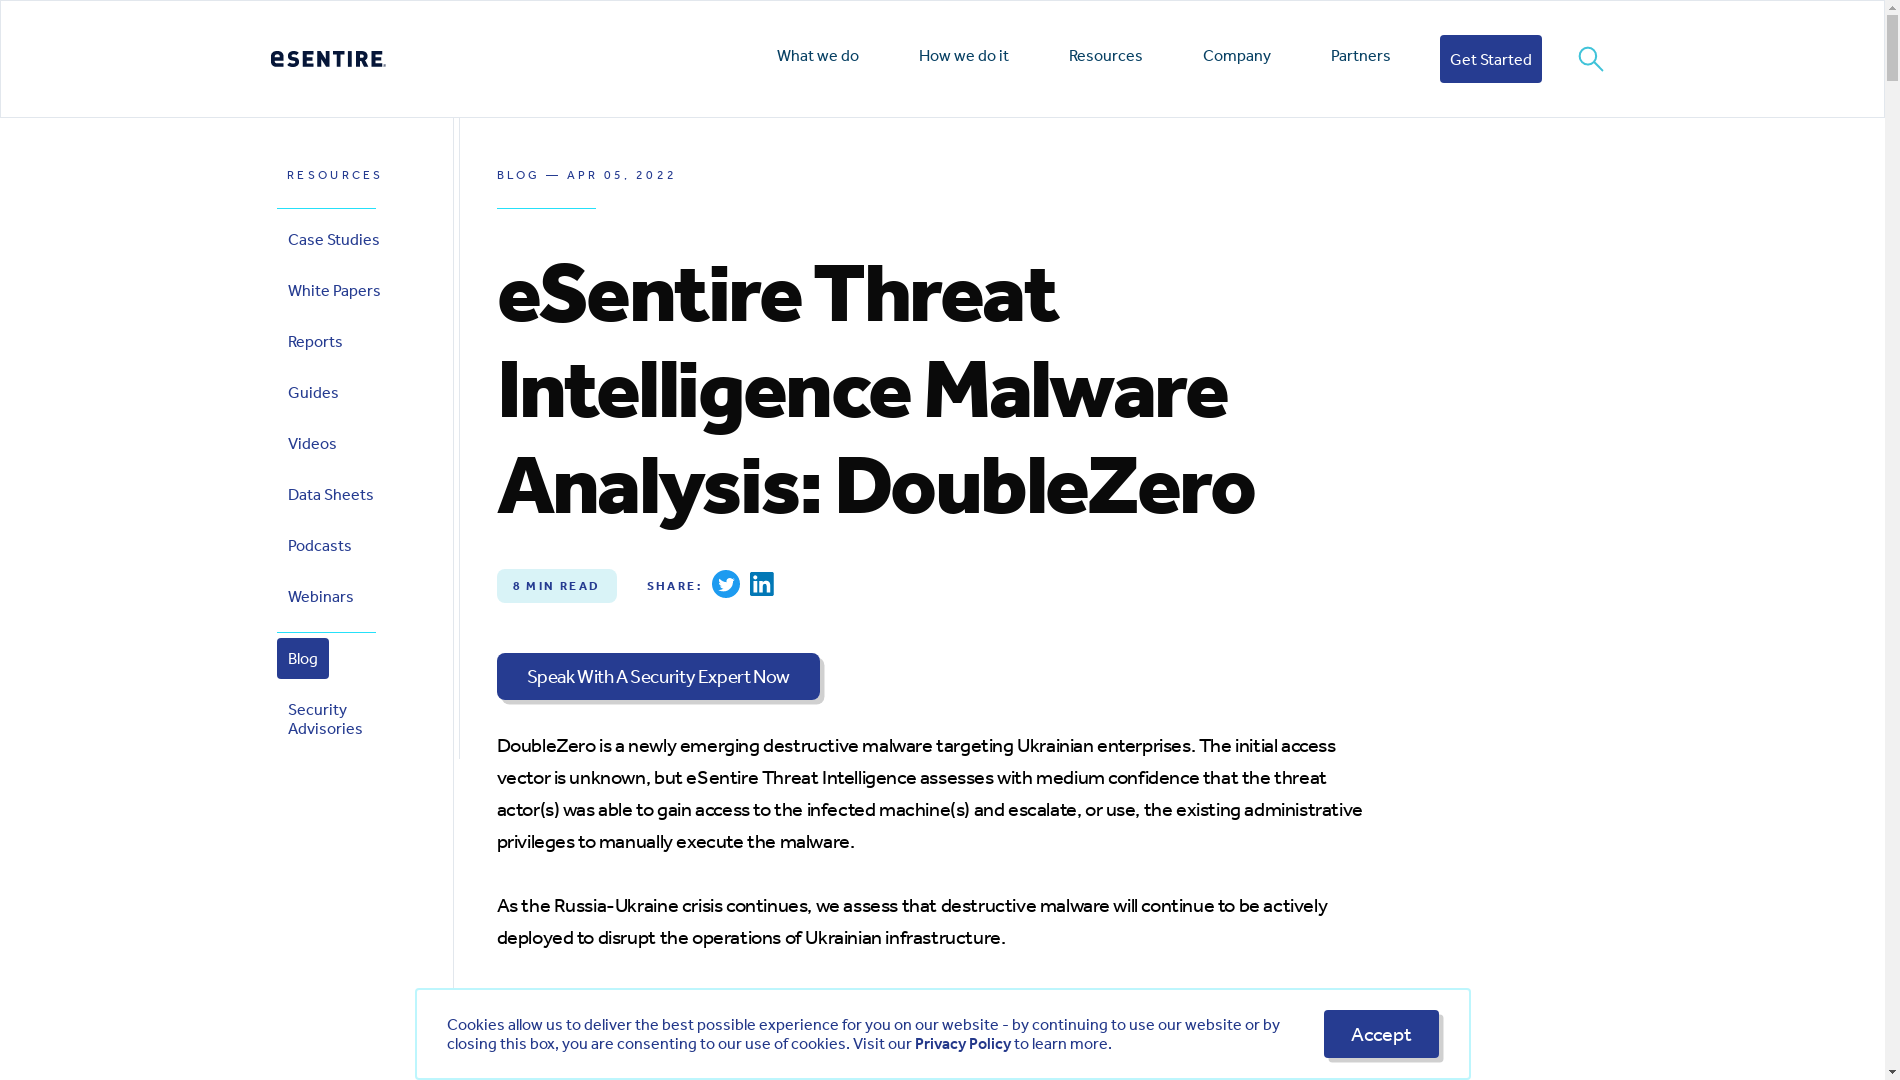 eSENTIRE
What we do
How we do it
Resources
Company
Partners
Get Started
RESOURCES
Case Studies
White Papers
Reports
Guides
Videos
Data Sheets
Podcasts
Webinars
Blog
Security
Advisories
BLOG — APR 05, 2022
eSentire Threat
Intelligence Malware
Analysis: DoubleZero
8 MIN READ
SHARE:
Speak With A Security Expert Now
DoubleZero is a newly emerging destructive malware targeting Ukrainian enterprises. The initial access
vector is unknown, but eSentire Threat Intelligence assesses with medium confidence that the threat
actor(s) was able to gain access to the infected machine(s) and escalate, or use, the existing administrative
privileges to manually execute the malware.
As the Russia-Ukraine crisis continues, we assess that destructive malware will continue to be actively
deployed to disrupt the operations of Ukrainian infrastructure.
Cookies allow us to deliver the best possible experience for you on our website - by continuing to use our website or by
closing this box, you are consenting to our use of cookies. Visit our Privacy Policy to learn more.
Accept